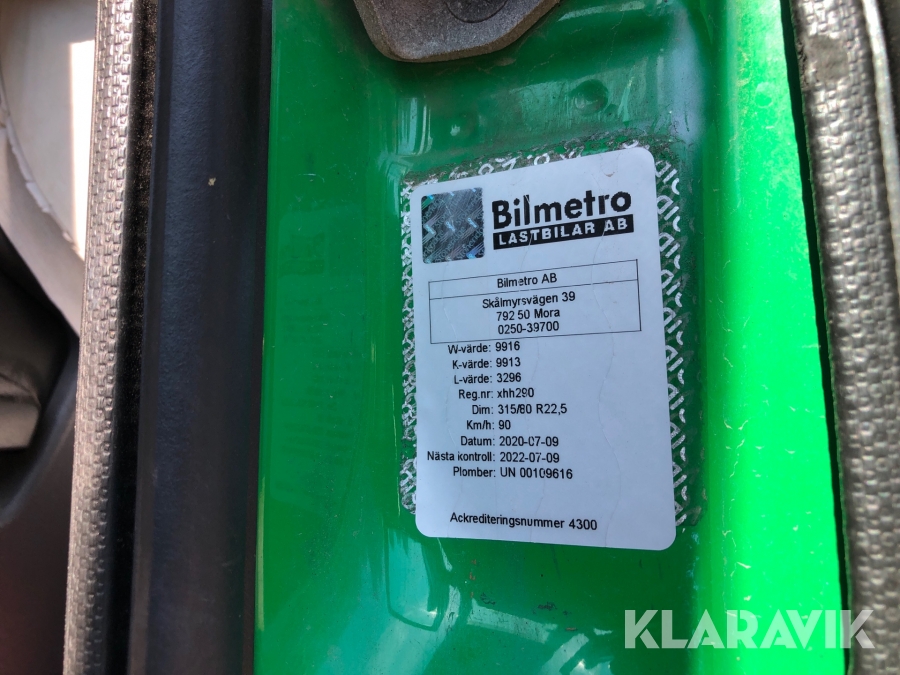 Bilmetro
LASTBILAR AB
Bilmetro AB
Skålmyrsvägen 39
792 50 Mora
0250-39700
W-värde: 9916
K-värde: 9913
L-värde: 3296
Reg.nr: xhh290
Dim: 315/80 R22,5
Km/h: 90
Datum: 2020-07-09
Nästa kontroll: 2022-07-09
Plomber: UN 00109616
Ackrediteringsnummer 4300
KLARAVIK